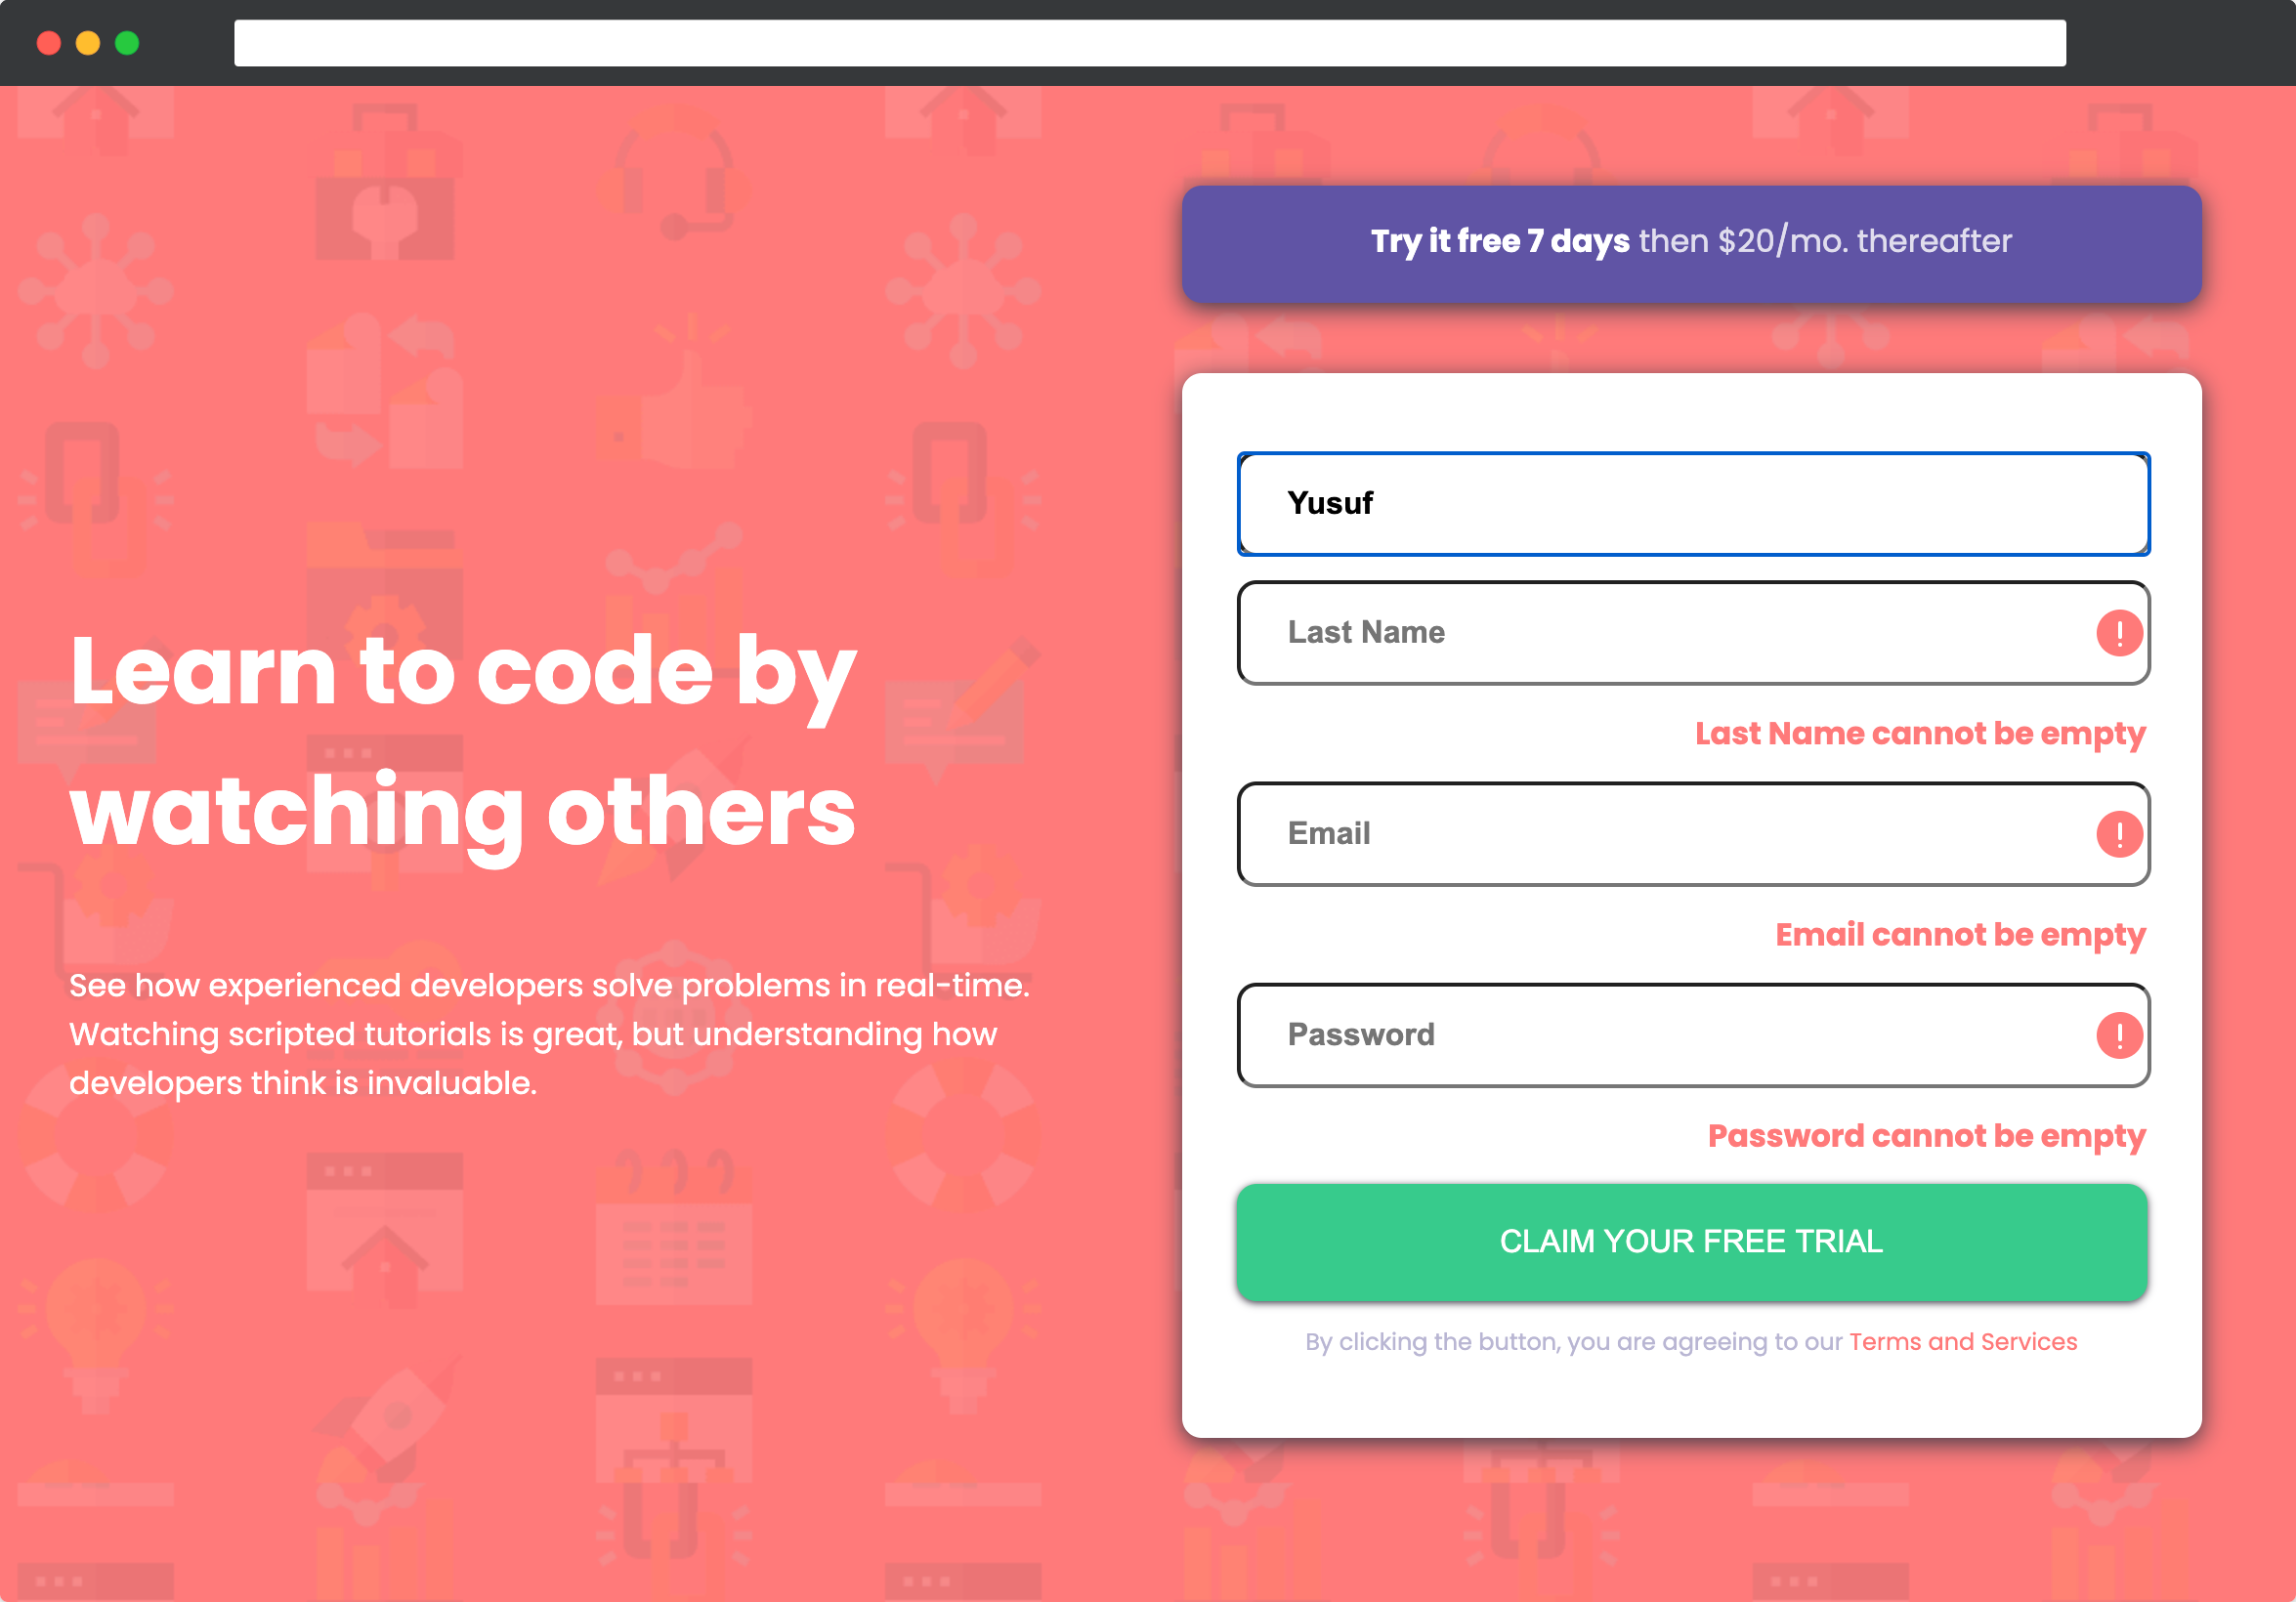 Learn to code by
watching others
See how experienced developers solve problems in real-time.
Watching scripted tutorials is great, but understanding how
developers think is invaluable.
Try it free 7 days then $20/mo. thereafter
Yusuf
Last Name
Last Name cannot be empty
Email
Email cannot be empty
Password
Password cannot be empty
CLAIM YOUR FREE TRIAL
By clicking the button, you are agreeing to our Terms and Services